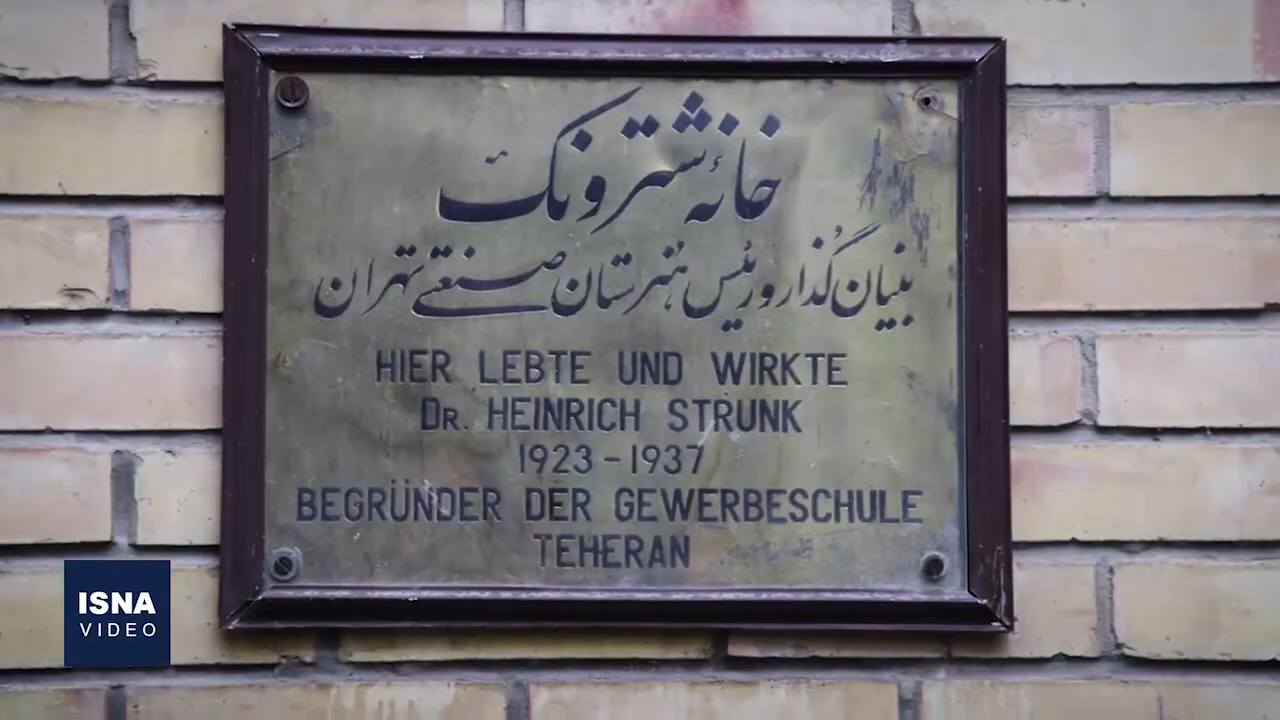 خانهٔ شترونک
بنیان گذار و رئیس هنرستان صنعتی تهران
HIER LEBTE UND WIRKTE
DR. HEINRICH STRUNK
1923-1937
BEGRÜNDER DER GEWERBESCHULE
TEHERAN
ISNA
VIDEO